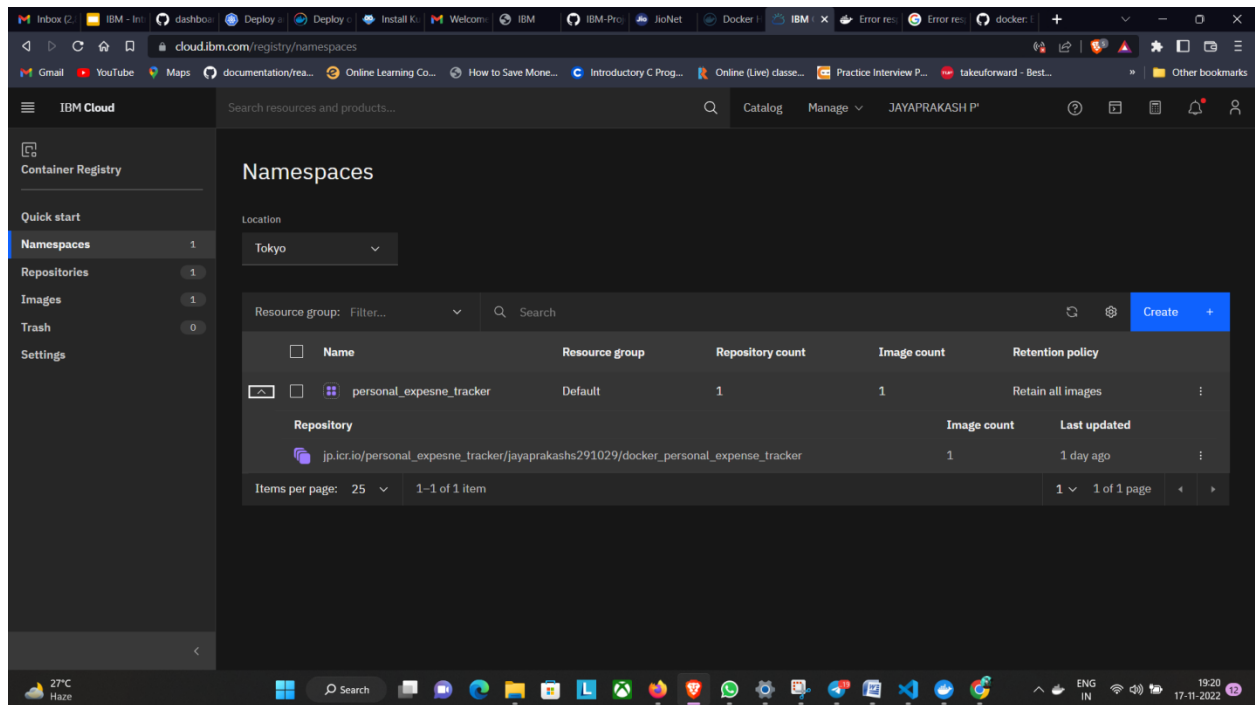 Inbox (2, IBM - Int dashboa Deploy a Deploy c Install Ku Welcome IBM IBM-Pro JioNet Docker H IBM Error res Error res docker: E
cloud.ibm.com/registry/namespaces
Gmail YouTube Maps documentation/rea... Online Learning Co... How to Save Mone... Introductory C Prog... Online (Live) classe... Practice Interview P... takeuforward - Best... » Other bookmarks
IBM Cloud Search resources and products... Catalog Manage JAYAPRAKASH P'
Container Registry
Quick start
Namespaces 1
Repositories 1
Images 1
Trash 0
Settings
Namespaces
Location
Tokyo
Resource group: Filter... Search Create +
Name Resource group Repository count Image count Retention policy
personal_expesne_tracker Default 1 1 Retain all images
Repository Image count Last updated
jp.icr.io/personal_expesne_tracker/jayaprakashs291029/docker_personal_expense_tracker 1 1 day ago
Items per page: 25 1–1 of 1 item 1 1 of 1 page
27°C
Haze
Search
ENG
IN
19:20
17-11-2022
12